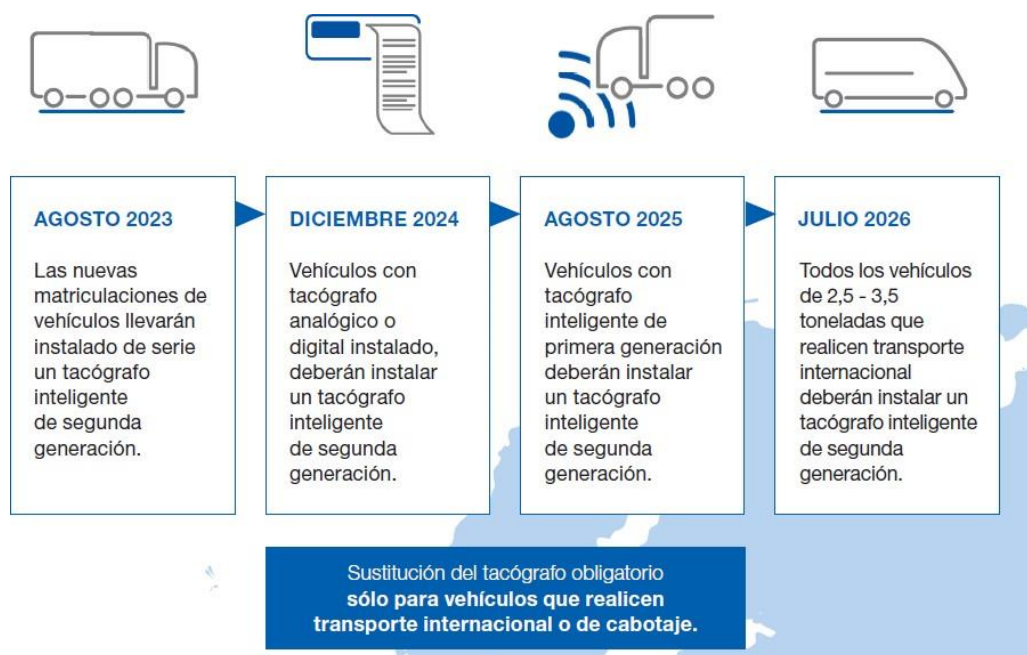 AGOSTO 2023
Las nuevas
matriculaciones de
vehículos llevarán
instalado de serie
un tacógrafo
inteligente
de segunda
generación.
DICIEMBRE 2024
Vehículos con
tacógrafo
analógico o
digital instalado,
deberán instalar
un tacógrafo
inteligente
de segunda
generación.
AGOSTO 2025
Vehículos con
tacógrafo
inteligente de
primera generación
deberán instalar
un tacógrafo
inteligente
de segunda
generación.
JULIO 2026
Todos los vehículos
de 2,5 - 3,5
toneladas que
realicen transporte
internacional
deberán instalar un
tacógrafo inteligente
de segunda
generación.
Sustitución del tacógrafo obligatorio
sólo para vehículos que realicen
transporte internacional o de cabotaje.